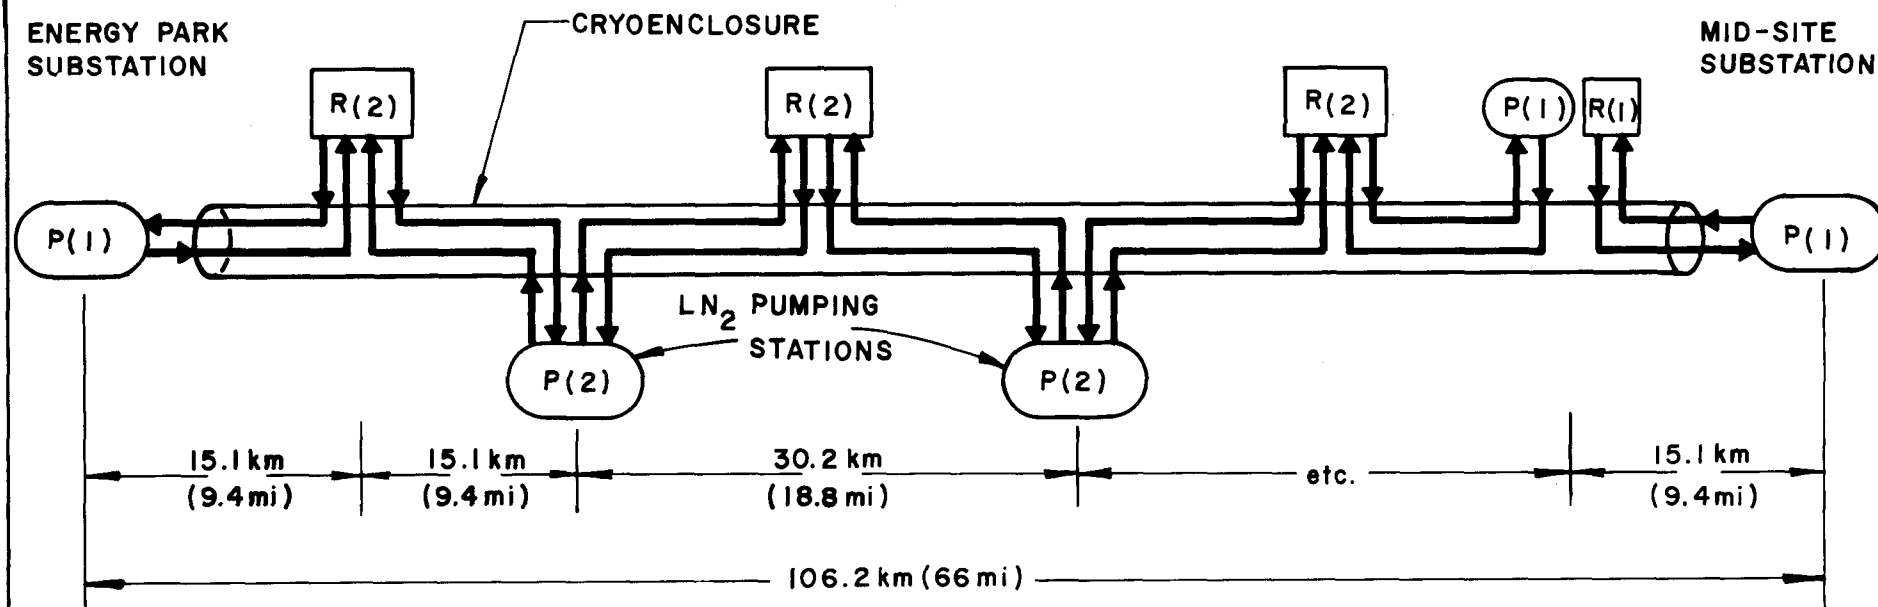 ENERGY PARK
SUBSTATION
CRYOENCLOSURE
MID-SITE
SUBSTATION
R(2)
R(2)
R(2)
P(1)
R(1)
P(1)
P(1)
LN2 PUMPING
STATIONS
P(2)
P(2)
15.1 km
(9.4 mi)
15.1 km
(9.4 mi)
30.2 km
(18.8 mi)
etc.
15.1 km
(9.4 mi)
106.2 km (66 mi)